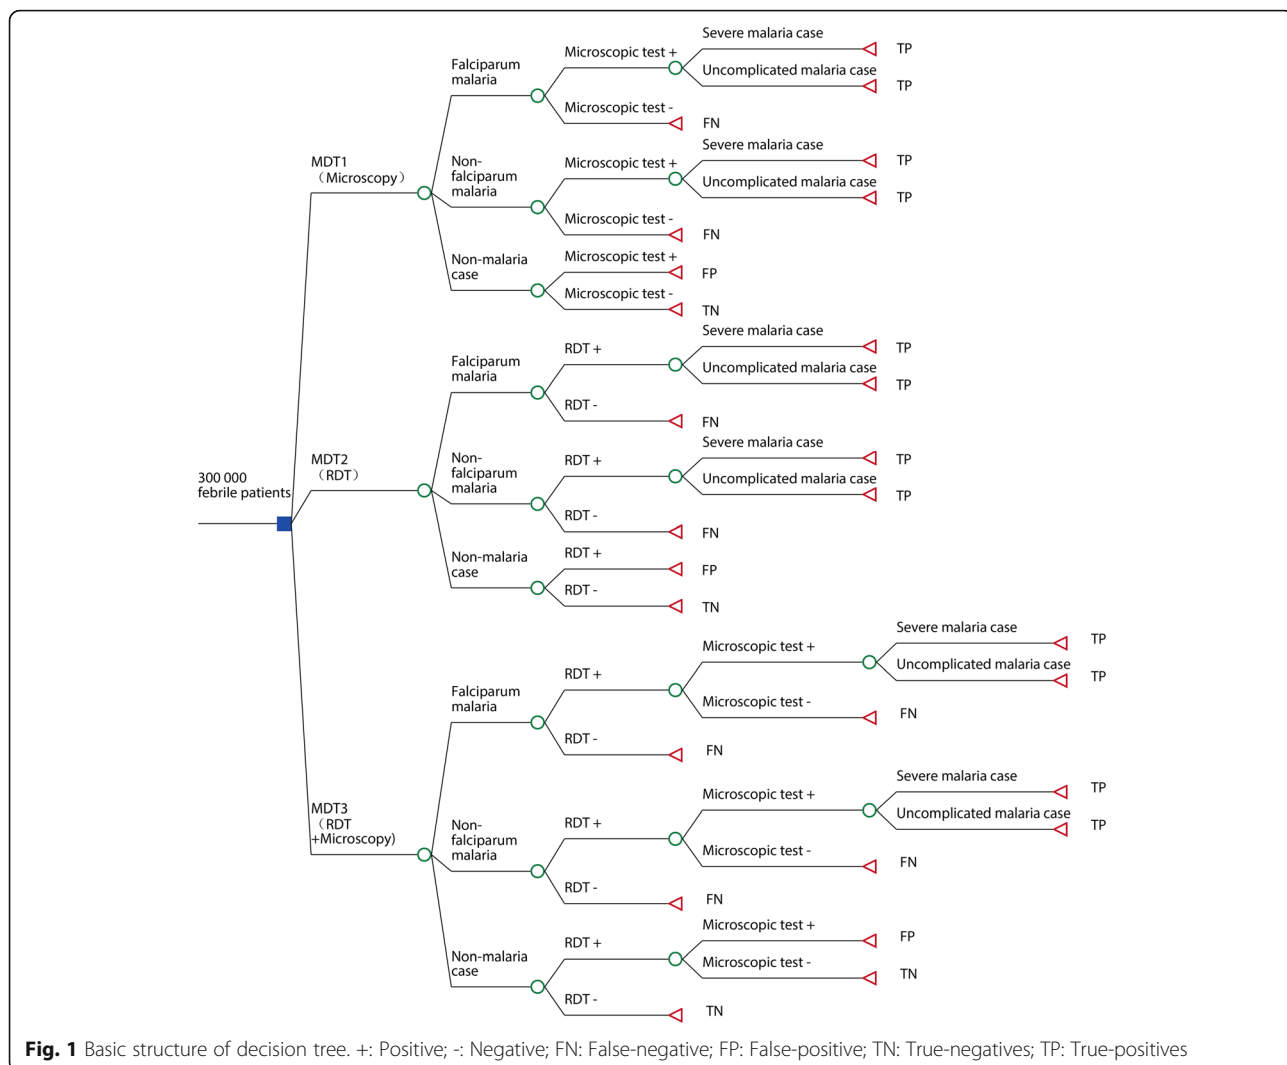 Severe malaria case
TP
Microscopic test +
Uncomplicated malaria case
TP
Falciparum
malaria
Microscopic test -
FN
Severe malaria case
TP
MDT1
（Microscopy）
Non-
falciparum
malaria
Microscopic test +
Uncomplicated malaria case
TP
Microscopic test -
FN
Non-malaria
case
Microscopic test +
FP
Microscopic test -
TN
Severe malaria case
TP
Falciparum
malaria
RDT +
Uncomplicated malaria case
TP
RDT -
FN
Severe malaria case
TP
300 000
febrile patients
MDT2
（RDT）
Non-
falciparum
malaria
RDT +
Uncomplicated malaria case
TP
RDT -
FN
Non-malaria
case
RDT +
FP
RDT -
TN
Severe malaria case
TP
Microscopic test +
Uncomplicated malaria case
TP
Falciparum
malaria
RDT +
Microscopic test -
FN
RDT -
FN
Severe malaria case
TP
MDT3
（RDT
+Microscopy)
Microscopic test +
Uncomplicated malaria case
TP
Non-
falciparum
malaria
RDT +
Microscopic test -
FN
RDT -
FN
Microscopic test +
FP
Non-malaria
case
RDT +
Microscopic test -
TN
RDT -
TN
Fig. 1 Basic structure of decision tree. +: Positive; -: Negative; FN: False-negative; FP: False-positive; TN: True-negatives; TP: True-positives